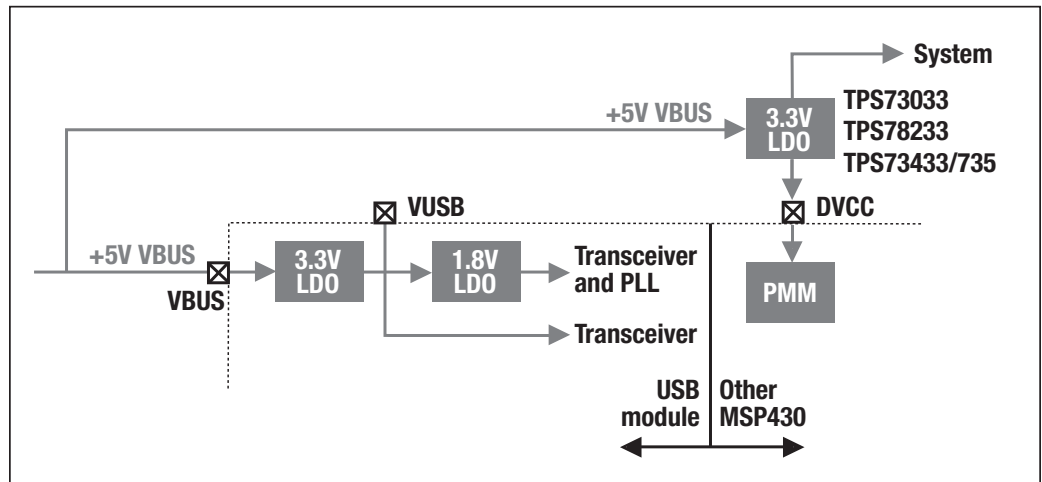 System
+5V VBUS
3.3V
LDO
TPS73033
TPS78233
TPS73433/735
VUSB
DVCC
+5V VBUS
VBUS
3.3V
LDO
1.8V
LDO
Transceiver
and PLL
PMM
Transceiver
USB
module
Other
MSP430